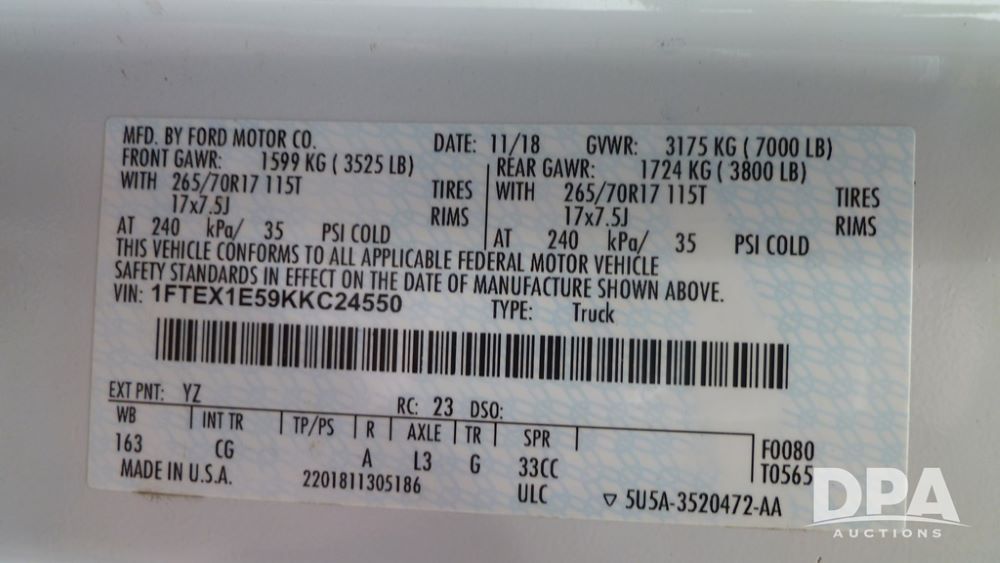 MFD. BY FORD MOTOR CO. DATE: 11/18 GVWR: 3175 KG ( 7000 LB)
FRONT GAWR: 1599 KG ( 3525 LB) REAR GAWR: 1724 KG ( 3800 LB)
WITH 265/70R17 115T TIRES WITH 265/70R17 115T TIRES
17x7.5J RIMS 17x7.5J RIMS
AT 240 kPa/ 35 PSI COLD AT 240 kPa/ 35 PSI COLD
THIS VEHICLE CONFORMS TO ALL APPLICABLE FEDERAL MOTOR VEHICLE
SAFETY STANDARDS IN EFFECT ON THE DATE OF MANUFACTURE SHOWN ABOVE.
VIN: 1FTEX1E59KKC24550 TYPE: Truck
EXT PNT: YZ RC: 23 DSO:
WB INT TR TP/PS R AXLE TR SPR F0080
163 CG A L3 G 33CC T0565
MADE IN U.S.A. 2201811305186 ULC ▽ 5U5A-3520472-AA
DPA
AUCTIONS